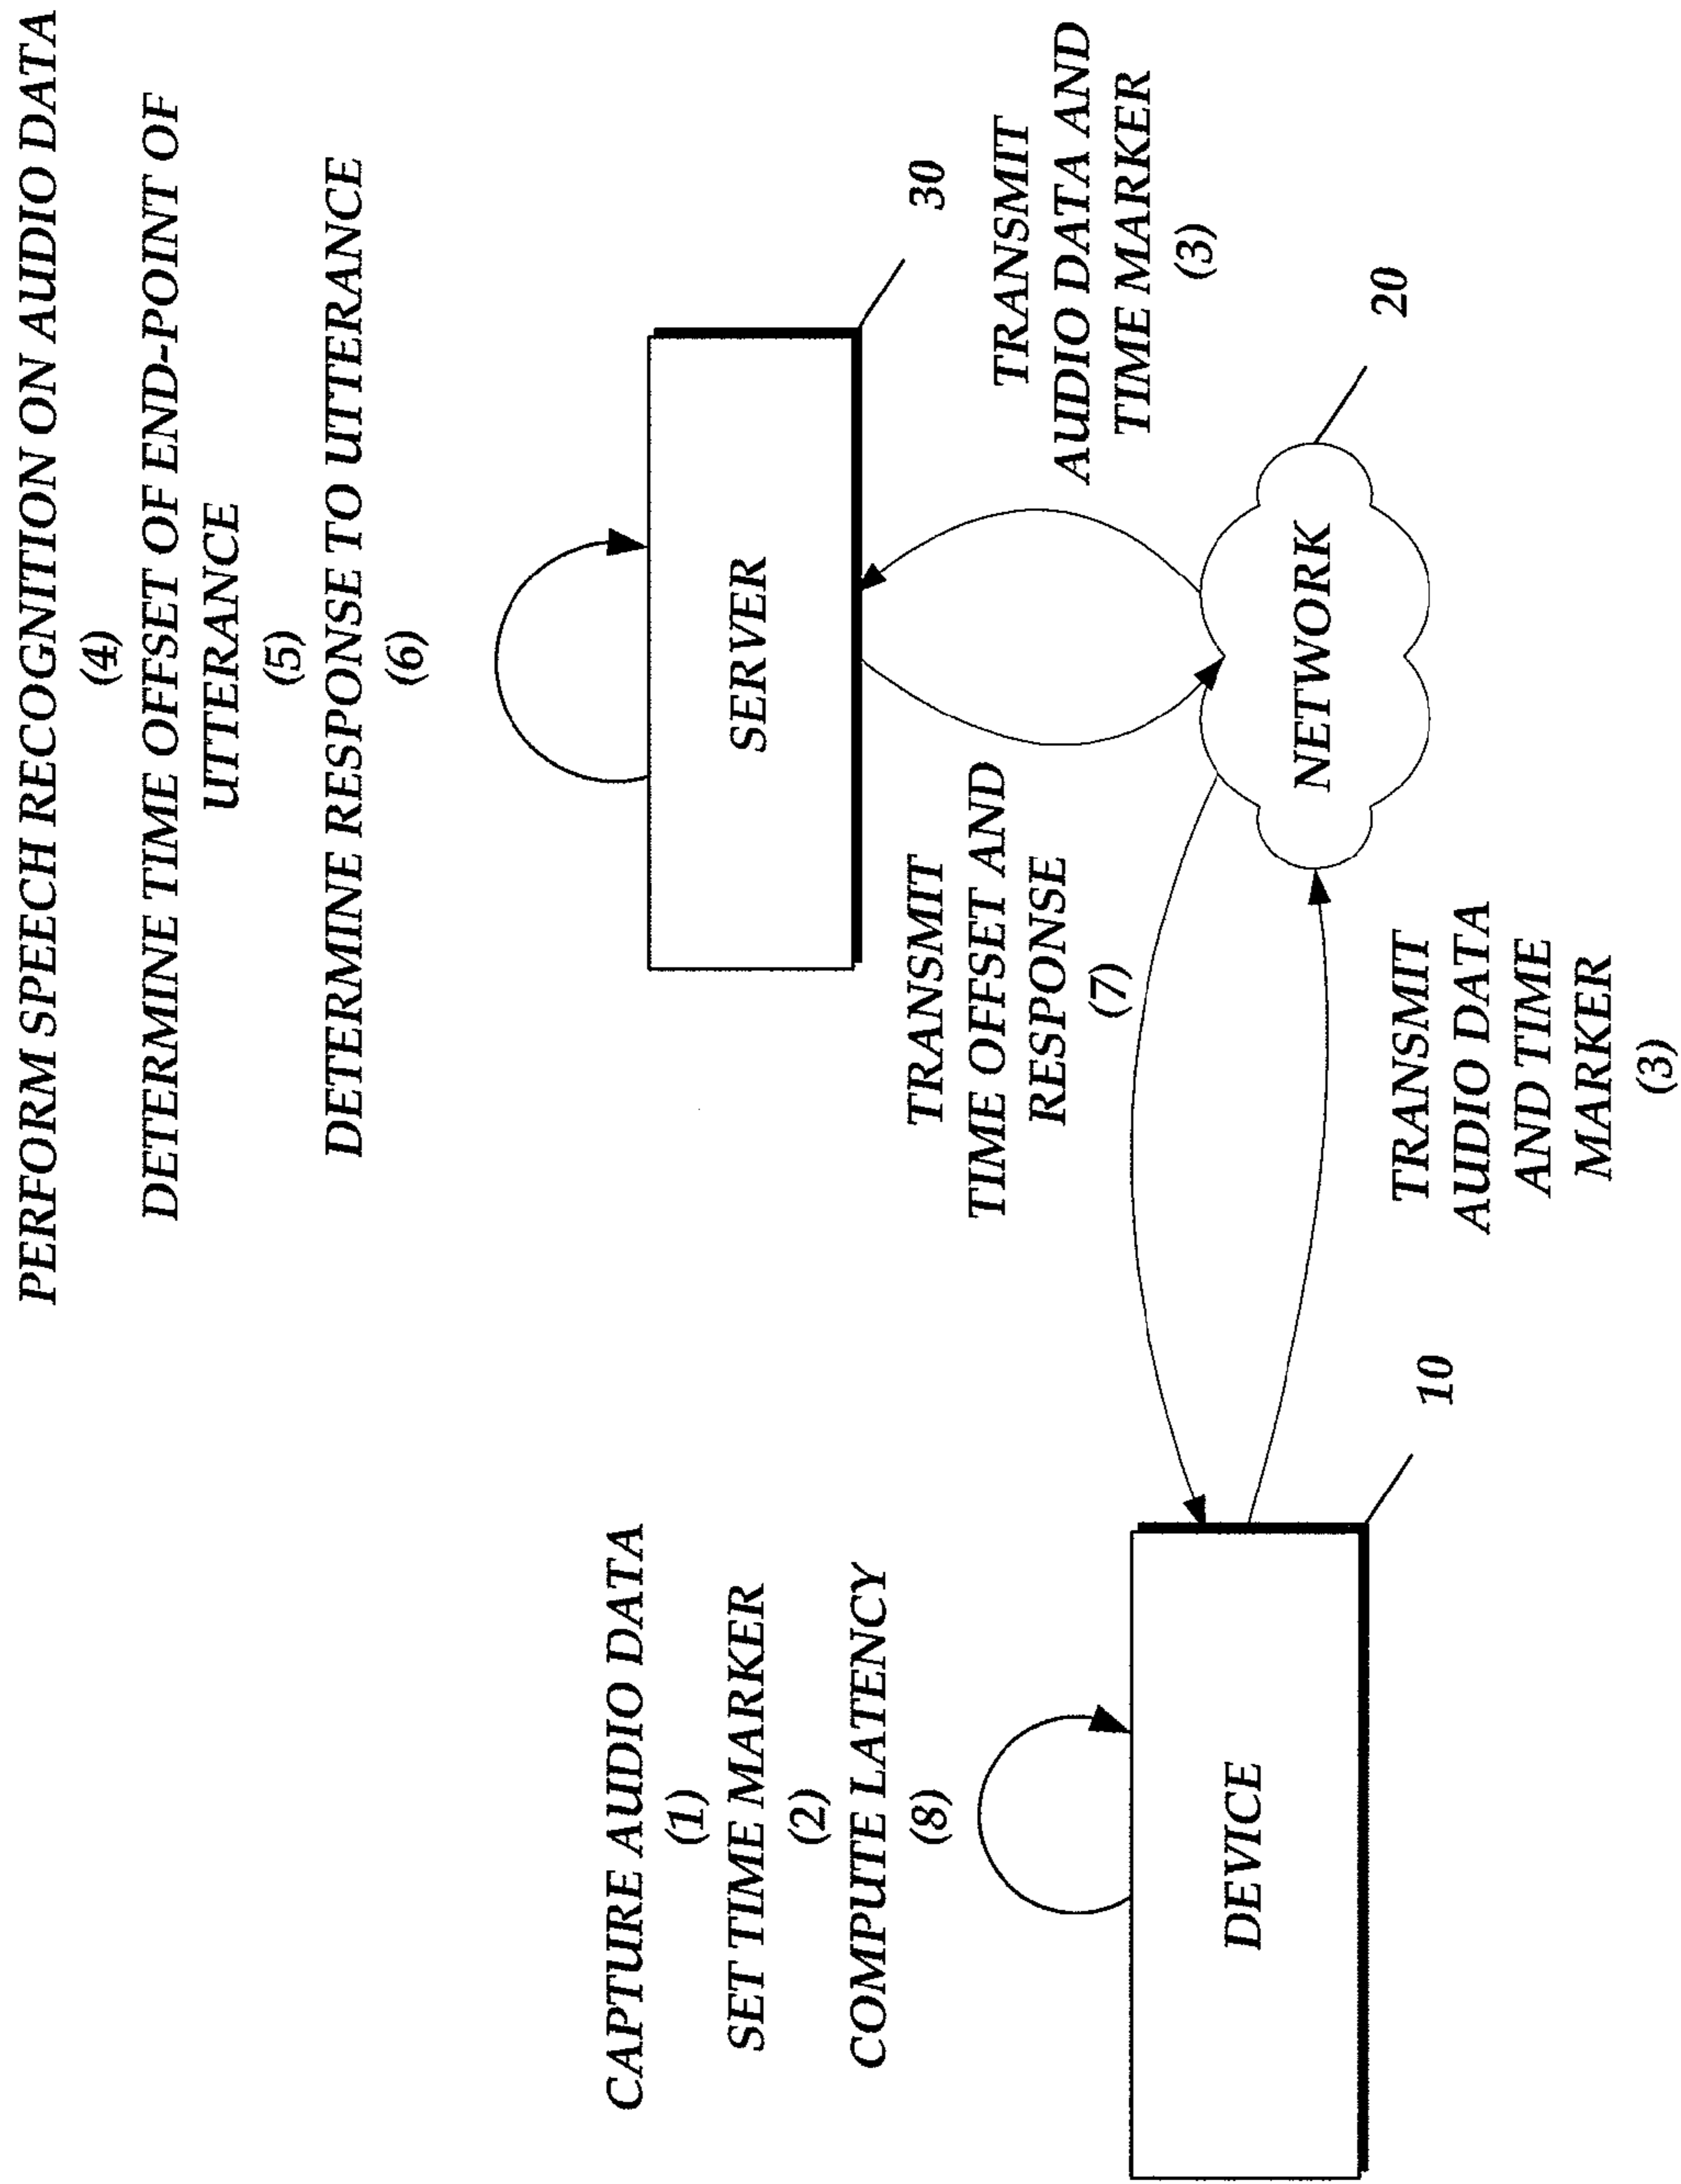 PERFORM SPEECH RECOGNITION ON AUDIO DATA
(4)
DETERMINE TIME OFFSET OF END-POINT OF
UTTERANCE
(5)
DETERMINE RESPONSE TO UTTERANCE
(6)
SERVER
30
CAPTURE AUDIO DATA
(1)
SET TIME MARKER
(2)
COMPUTE LATENCY
(8)
DEVICE
10
TRANSMIT
TIME OFFSET AND
RESPONSE
(7)
TRANSMIT
AUDIO DATA AND
TIME MARKER
(3)
NETWORK
20
TRANSMIT
AUDIO DATA
AND TIME
MARKER
(3)